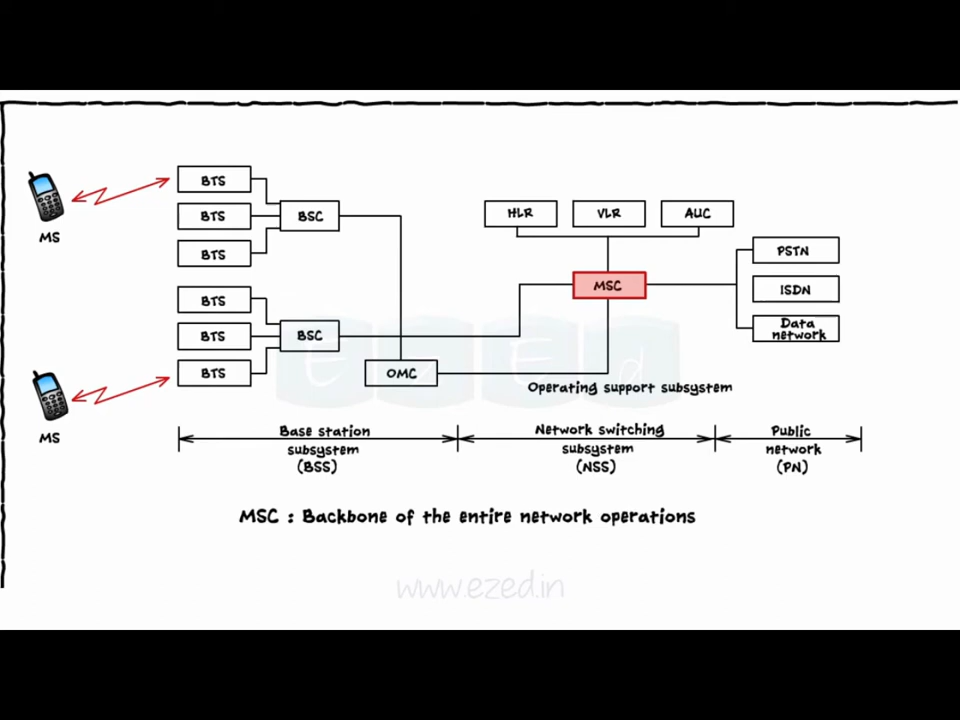 BTS
BTS
BTS
BTS
BTS
BTS
MS
MS
BSC
BSC
OMC
HLR
VLR
AUC
MSC
PSTN
ISDN
Data
network
EzEd
Operating support subsystem
Base station
subsystem
(BSS)
Network switching
subsystem
(NSS)
Public
network
(PN)
MSC : Backbone of the entire network operations
www.ezed.in